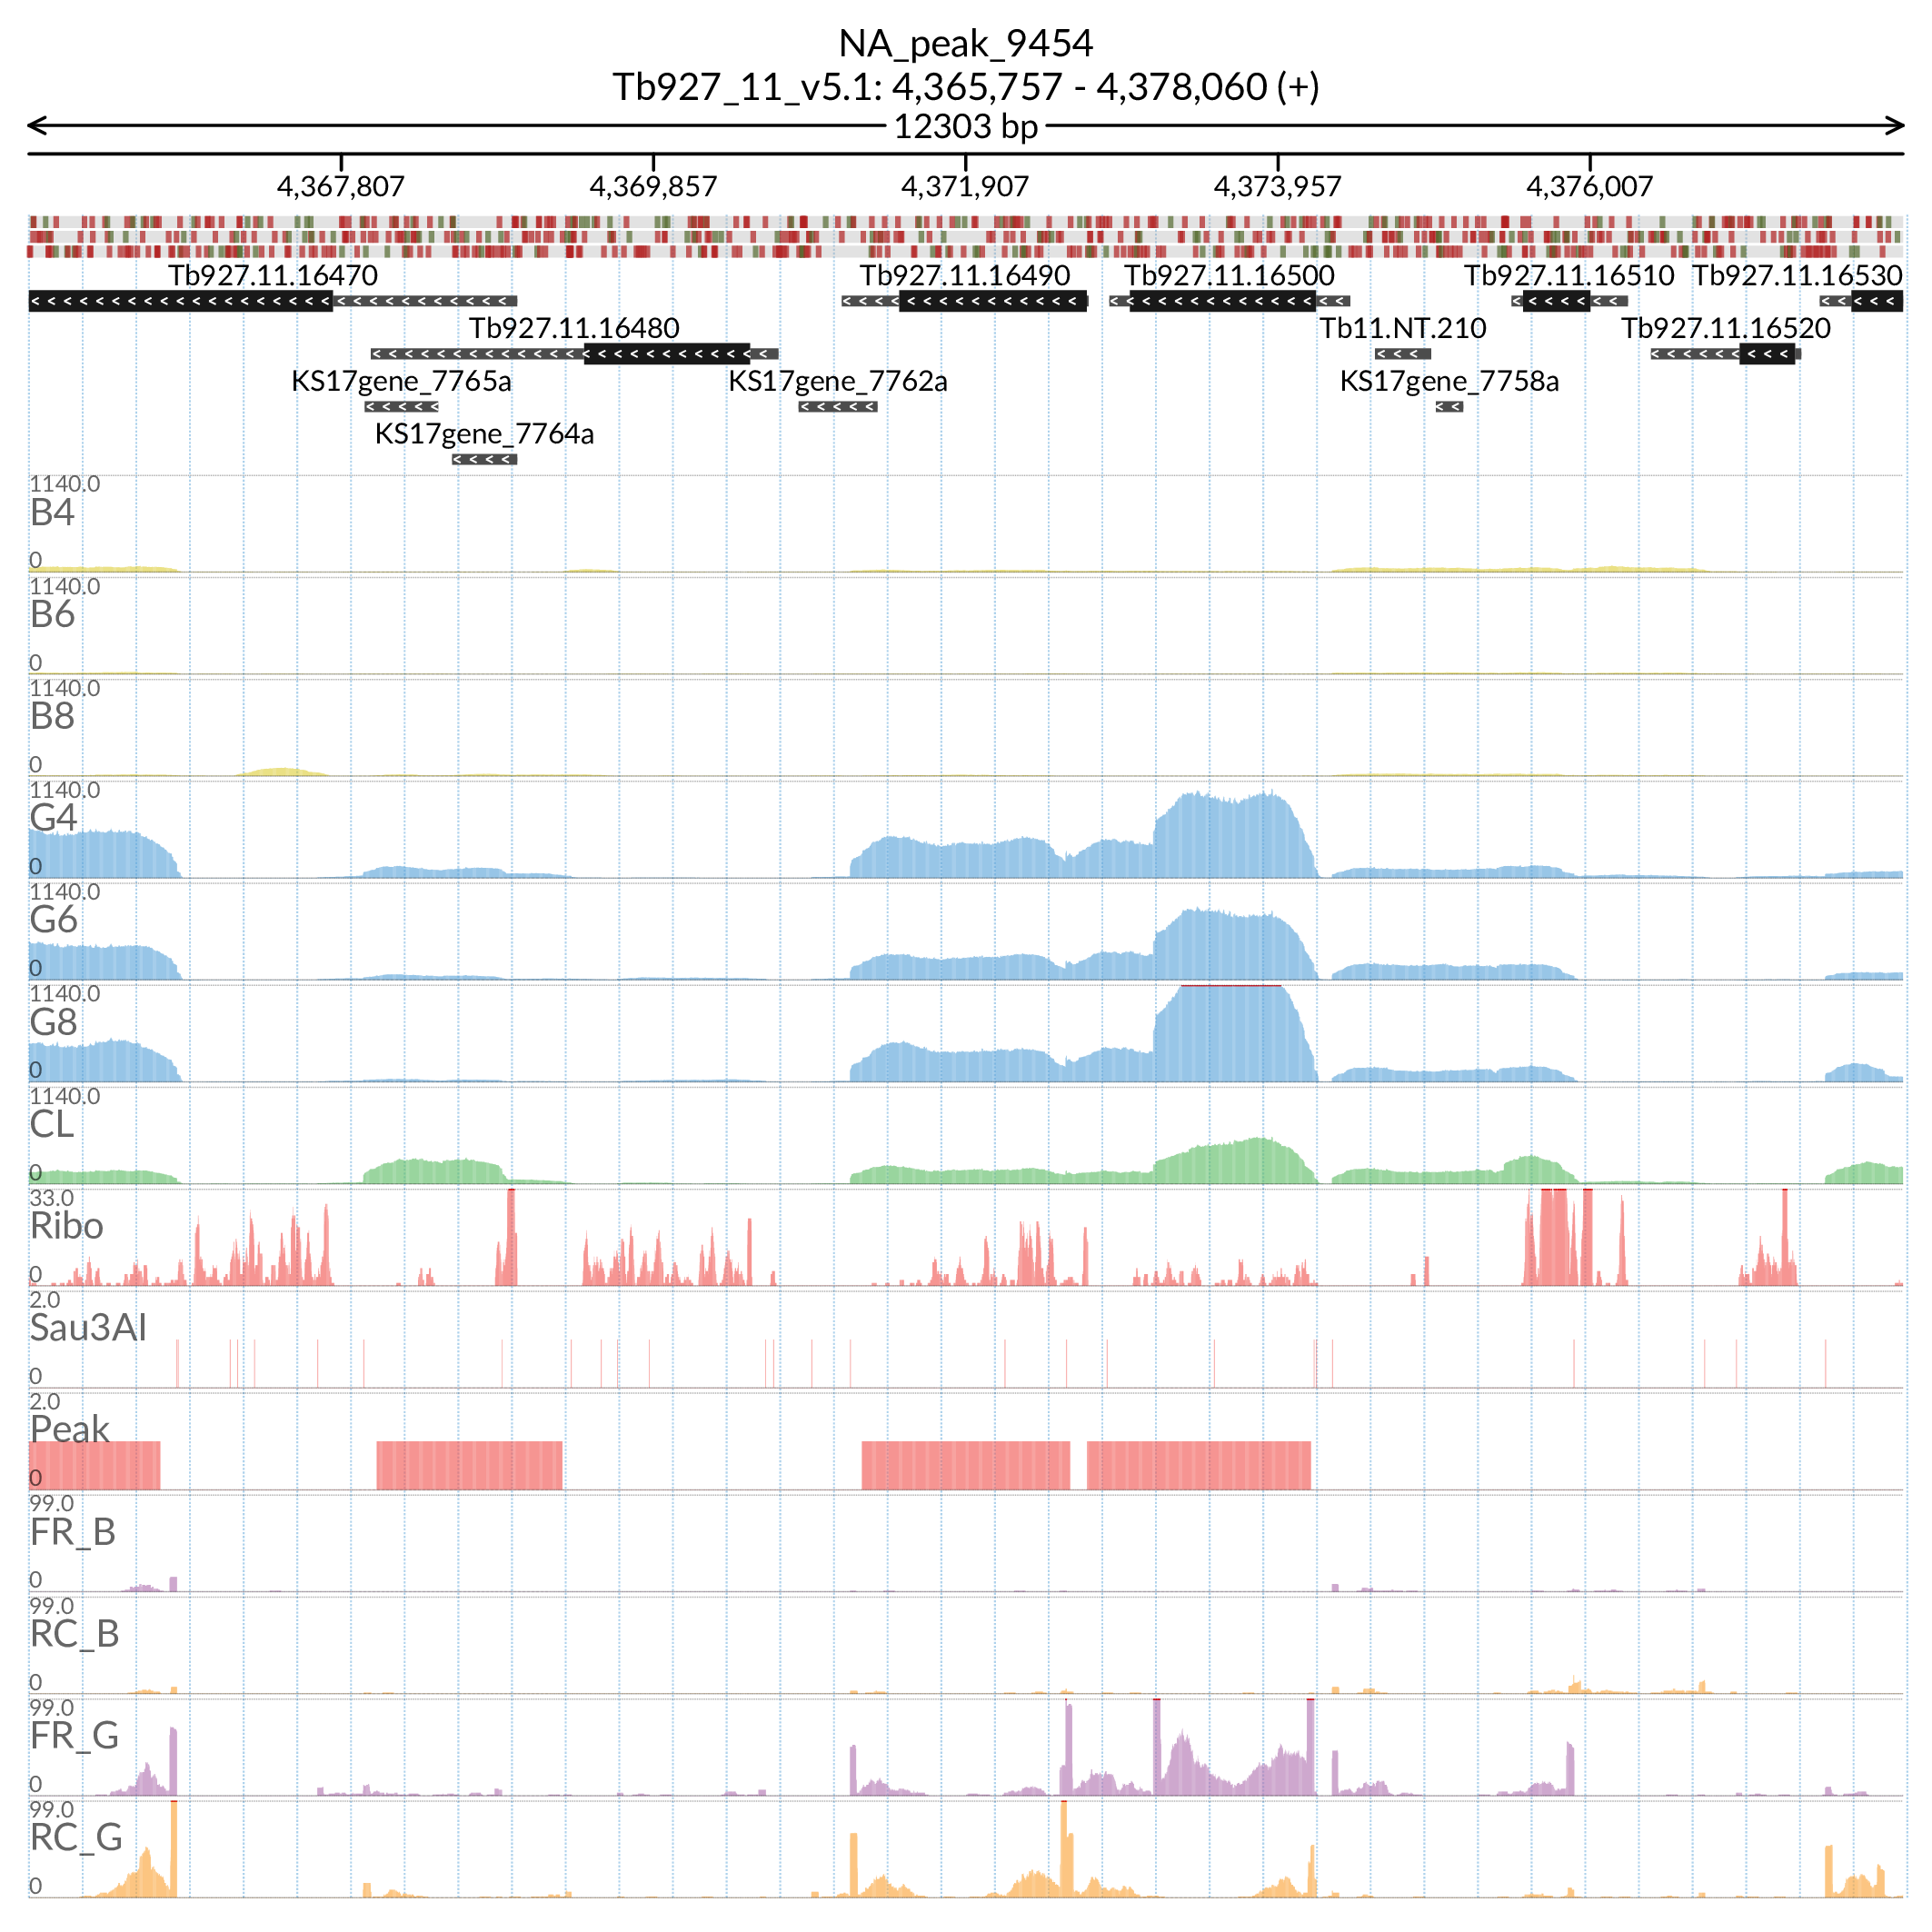 NA_peak_9454
Tb927_11_v5.1: 4,365,757 - 4,378,060 (+)
12303 bp
4,367,807 4,369,857 4,371,907 4,373,957 4,376,007
Tb927.11.16470 Tb927.11.16490 Tb927.11.16500 Tb927.11.16510 Tb927.11.16530
Tb927.11.16480 Tb11.NT.210 Tb927.11.16520
KS17gene_7765a KS17gene_7762a KS17gene_7758a
KS17gene_7764a
1140.0
B4
0
1140.0
B6
0
1140.0
B8
0
1140.0
G4
0
1140.0
G6
0
1140.0
G8
0
1140.0
CL
0
33.0
Ribo
0
2.0
Sau3AI
0
2.0
Peak
0
99.0
FR_B
0
99.0
RC_B
0
99.0
FR_G
0
99.0
RC_G
0